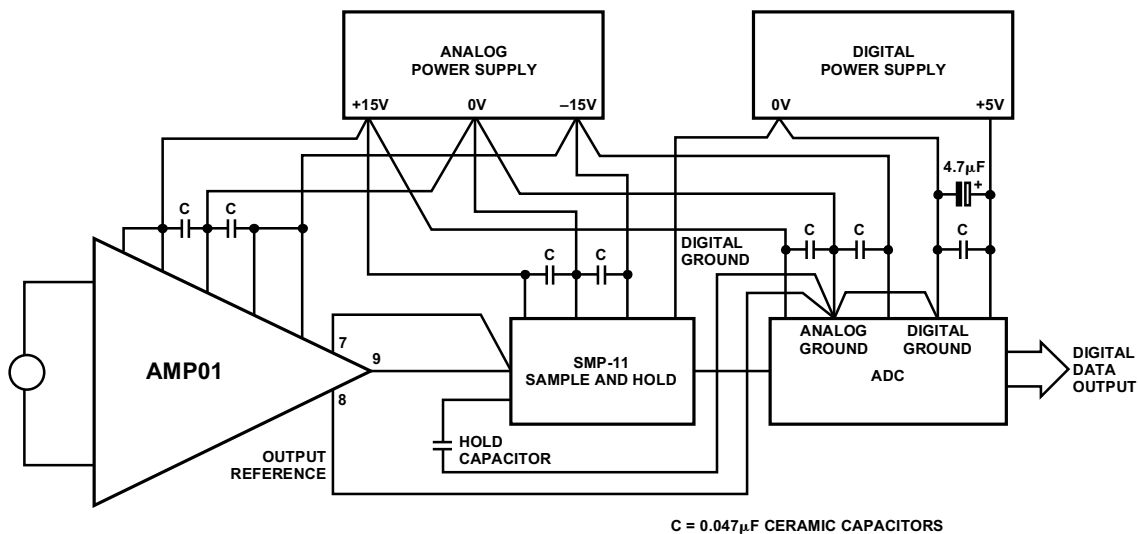 ANALOG
POWER SUPPLY
+15V
0V
–15V
DIGITAL
POWER SUPPLY
0V
+5V
4.7μF
+
C
C
C
C
C
C
C
DIGITAL
GROUND
AMP01
7
9
8
SMP-11
SAMPLE AND HOLD
ANALOG
GROUND
DIGITAL
GROUND
ADC
DIGITAL
DATA
OUTPUT
HOLD
CAPACITOR
OUTPUT
REFERENCE
C = 0.047μF CERAMIC CAPACITORS